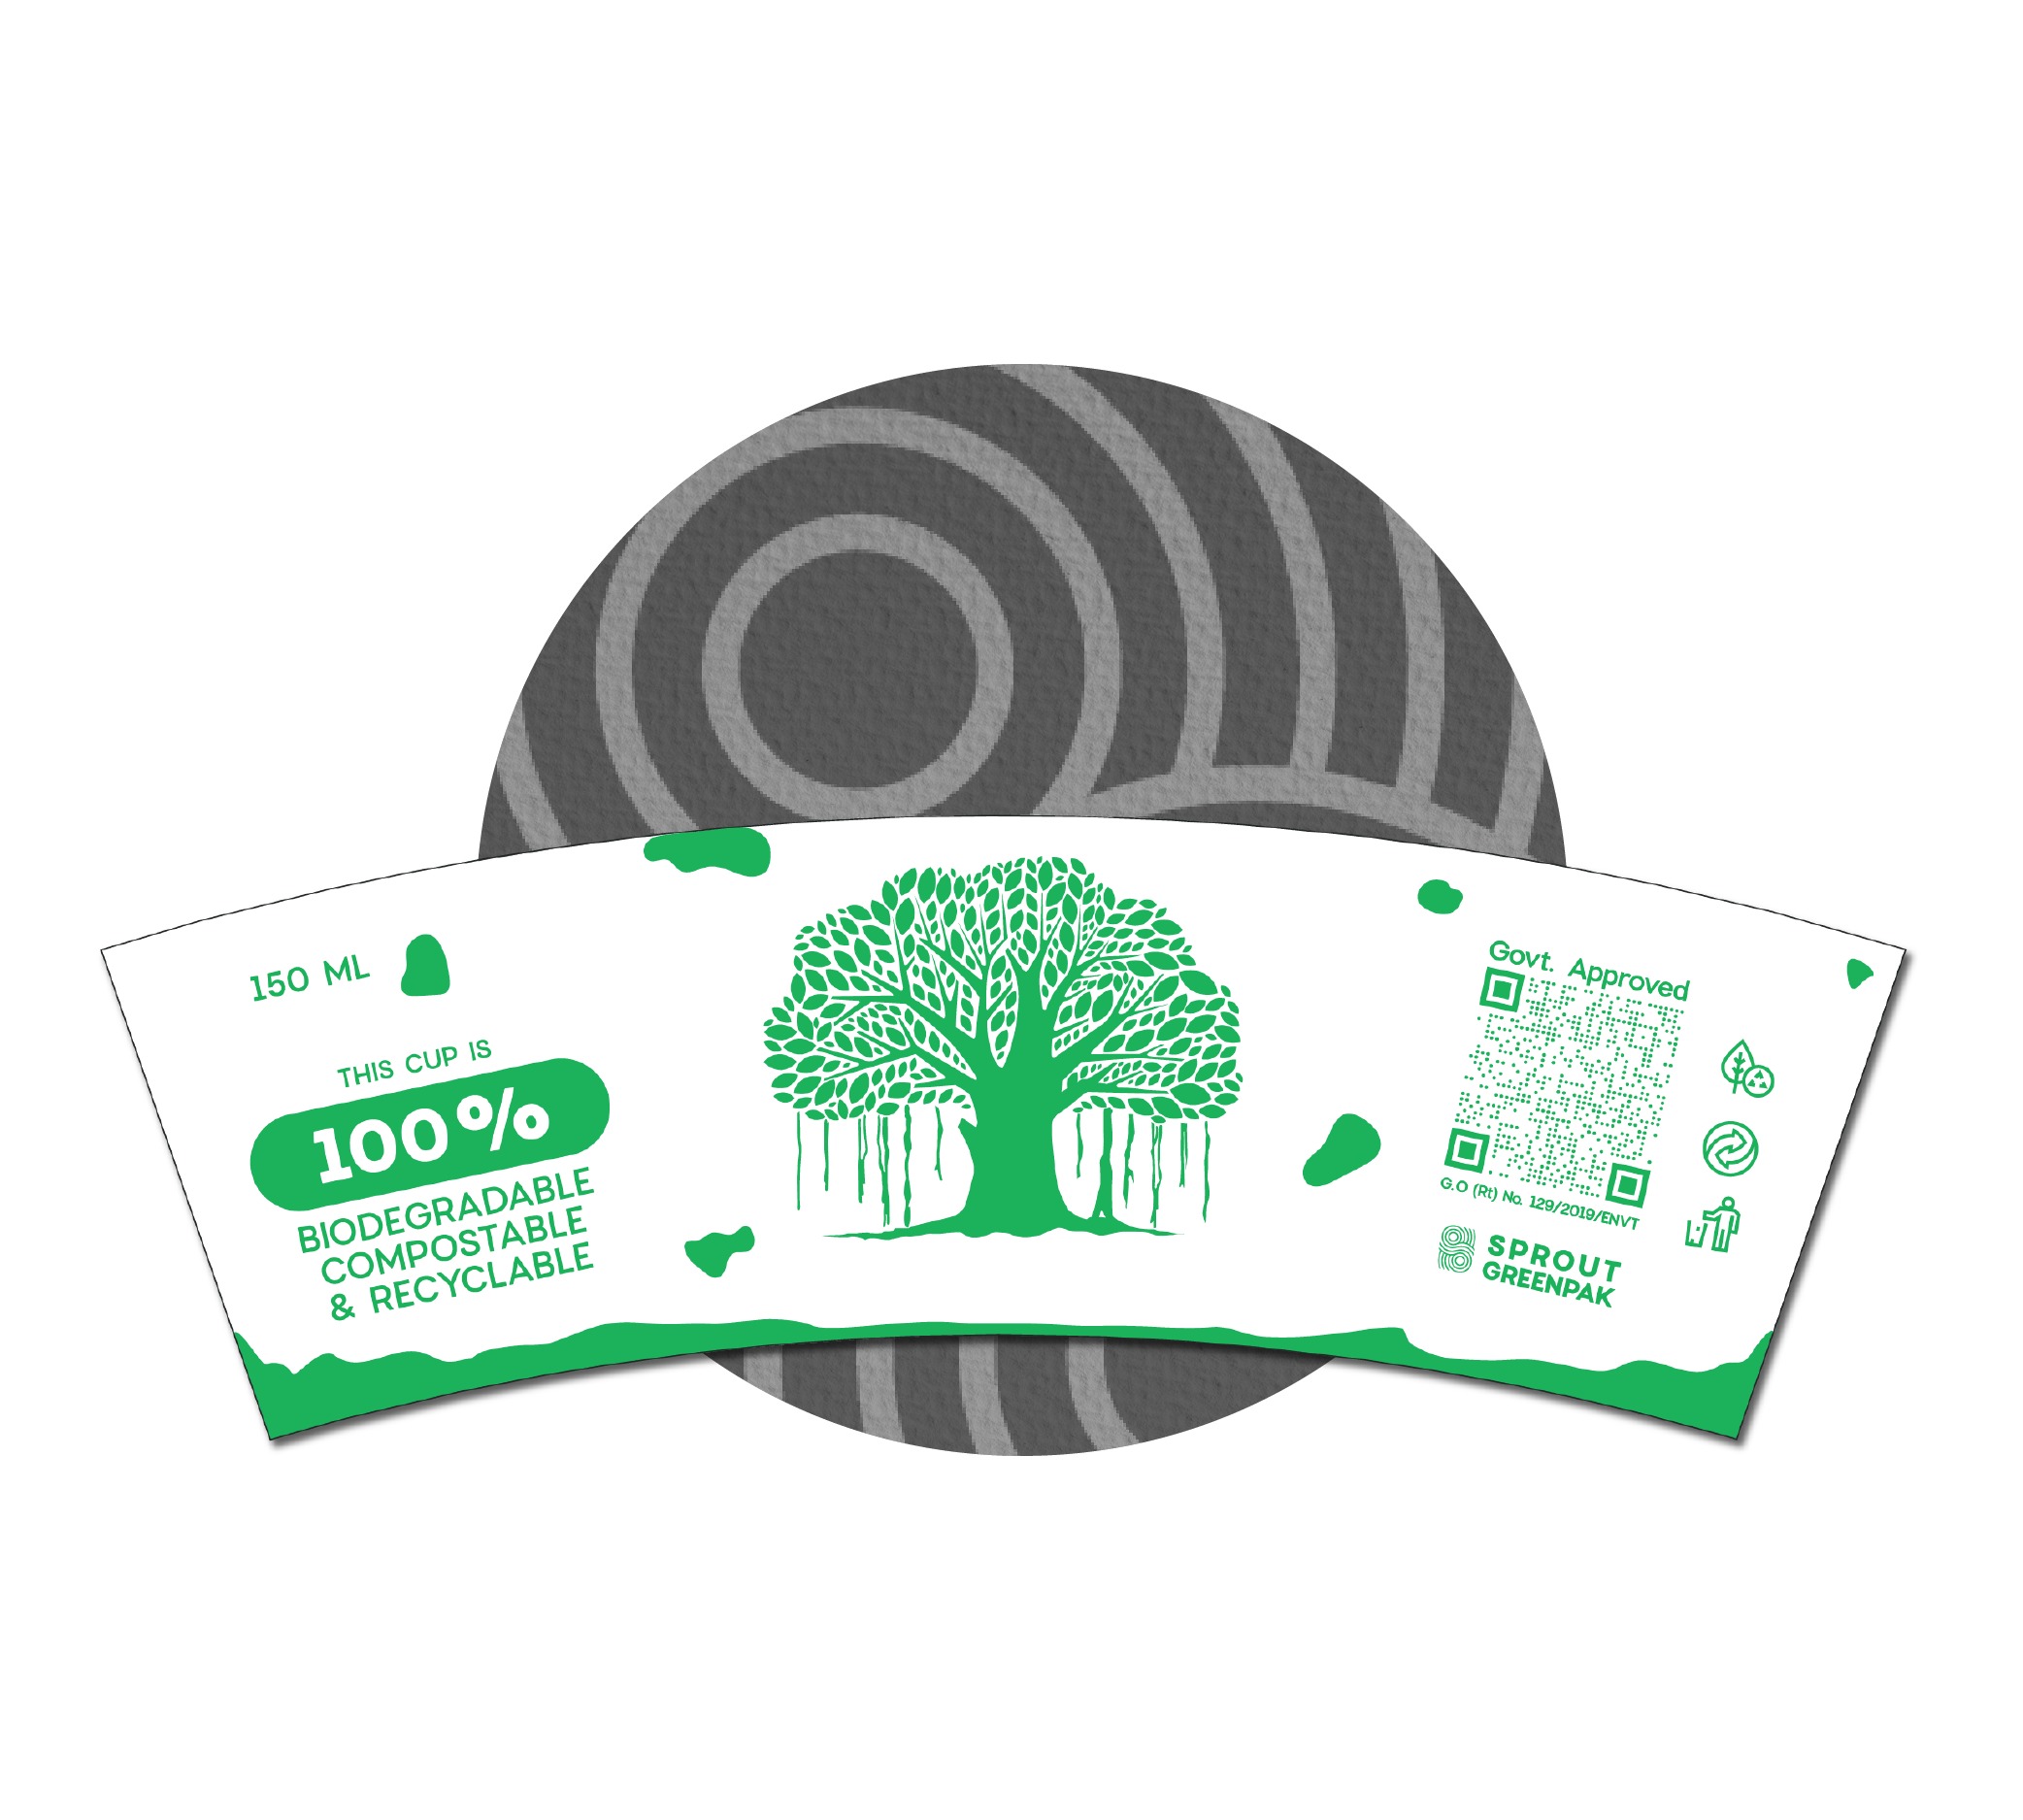 150 ML
THIS CUP IS
100%
BIODEGRADABLE
COMPOSTABLE
& RECYCLABLE
Govt. Approved
G.O (Rt) No. 129/2019/ENVT
SPROUT
GREENPAK